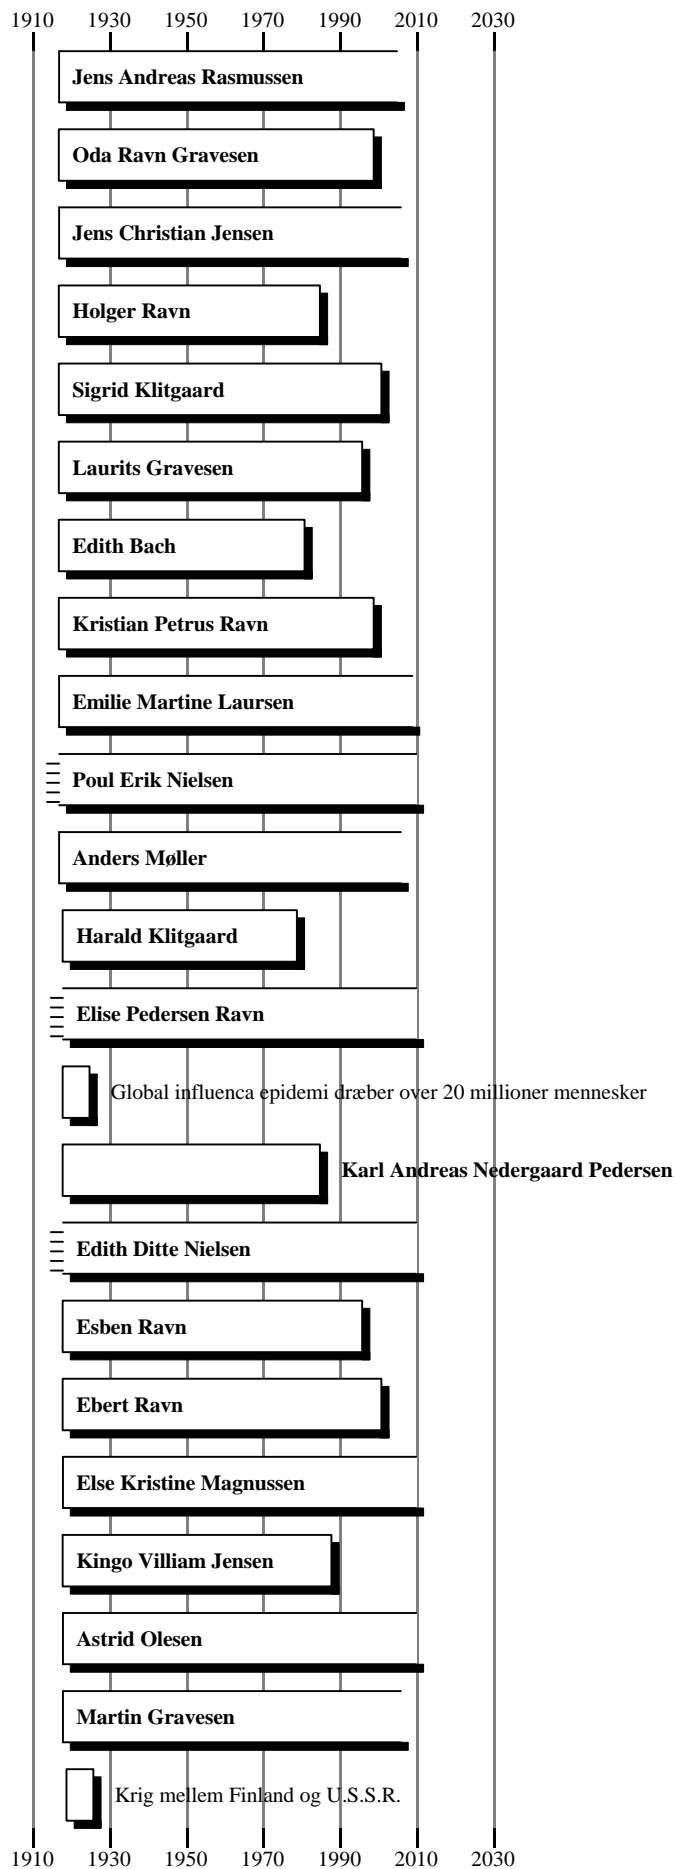 1910 1930 1950 1970 1990 2010 2030
Jens Andreas Rasmussen
Oda Ravn Gravesen
Jens Christian Jensen
Holger Ravn
Sigrid Klitgaard
Laurits Gravesen
Edith Bach
Kristian Petrus Ravn
Emilie Martine Laursen
Poul Erik Nielsen
Anders Møller
Harald Klitgaard
Elise Pedersen Ravn
Global influenca epidemi dræber over 20 millioner mennesker
Karl Andreas Nedergaard Pedersen
Edith Ditte Nielsen
Esben Ravn
Ebert Ravn
Else Kristine Magnussen
Kingo Villiam Jensen
Astrid Olesen
Martin Gravesen
Krig mellem Finland og U.S.S.R.
1910 1930 1950 1970 1990 2010 2030